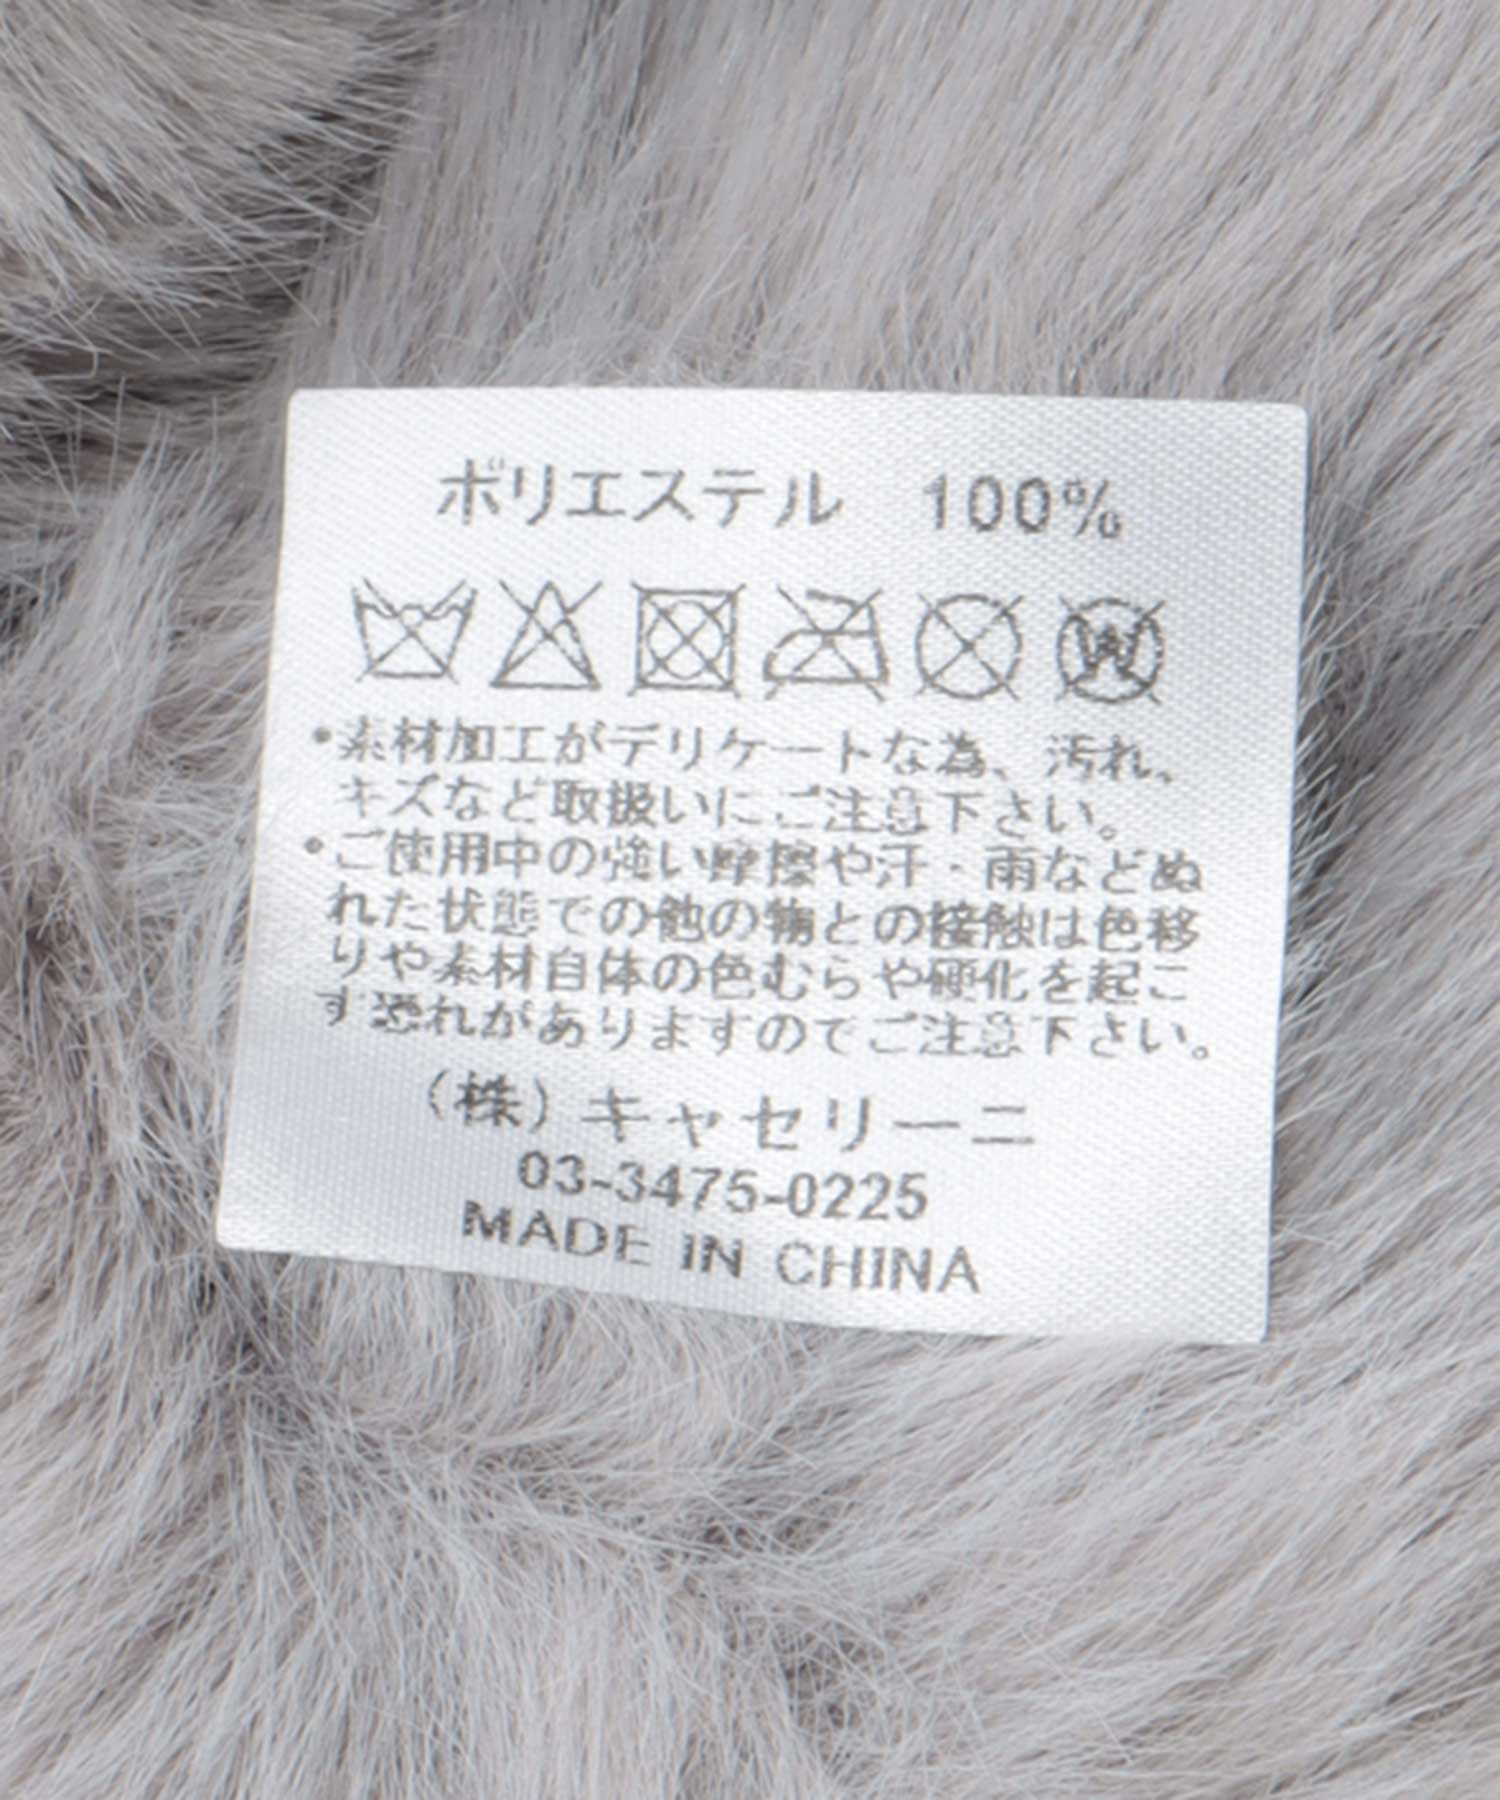 ポリエステル 100%
W
•素材加工がデリケートな為、汚れ、
キズなど取扱いにご注意下さい。
•ご使用中の強い摩擦や汗・雨などぬ
れた状態での他の物との接触は色移
りや素材自体の色むらや硬化を起こ
す恐れがありますのでご注意下さい。
(株)キャセリーニ
03-3475-0225
MADE IN CHINA